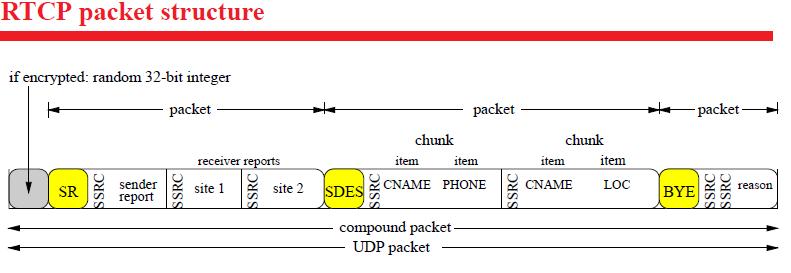 RTCP packet structure
if encrypted: random 32-bit integer
packet packet packet
chunk chunk
receiver reports item item item item
SR SSRC sender report SSRC site 1 SSRC site 2 SDES SSRC CNAME PHONE SSRC CNAME LOC BYE SSRC SSRC reason
compound packet
UDP packet